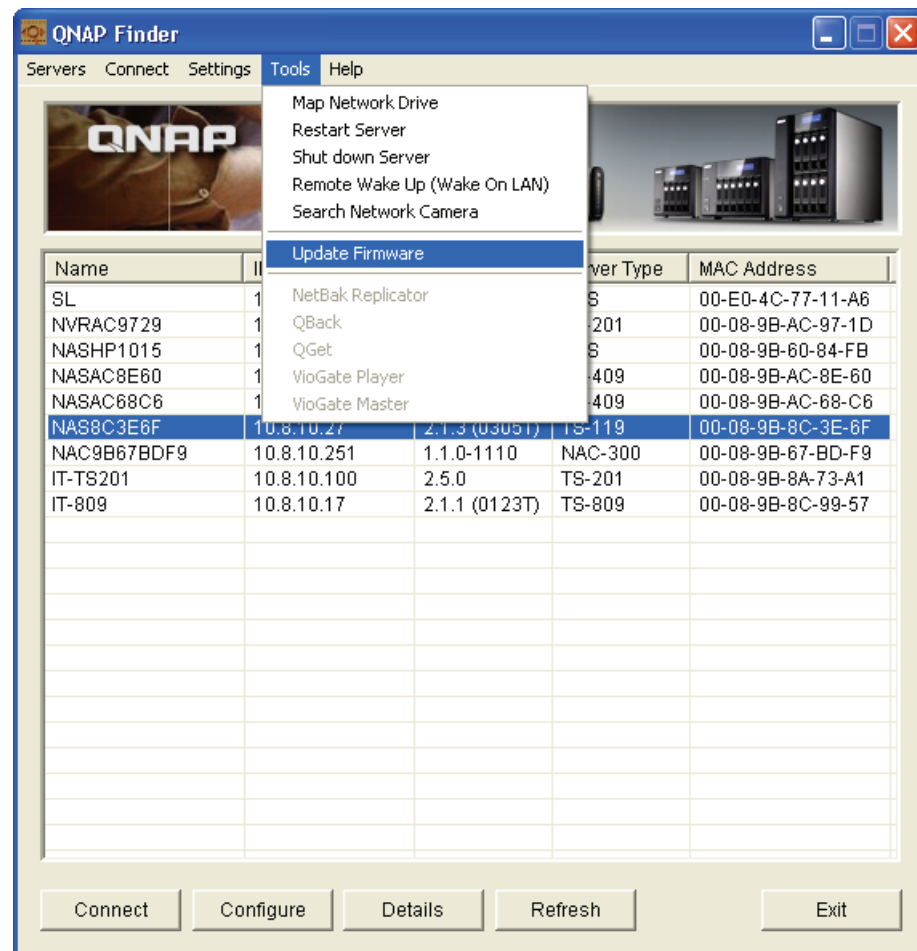 QNAP Finder
Servers Connect Settings Tools Help
Map Network Drive
Restart Server
Shut down Server
Remote Wake Up (Wake On LAN)
Search Network Camera
Update Firmware
NetBak Replicator
QBack
QGet
VioGate Player
VioGate Master
QNAP
Name Type MAC Address
SL 00-E0-4C-77-11-A6
NVRAC9729 00-08-9B-AC-97-1D
NASHP1015 00-08-9B-60-84-FB
NASAC8E60 00-08-9B-AC-8E-60
NASAC68C6 00-08-9B-AC-68-C6
NAS8C3E6F 10.8.10.27 2.1.3 (0305T) TS-119 00-08-9B-8C-3E-6F
NAC9B67BDF9 10.8.10.251 1.1.0-1110 NAC-300 00-08-9B-67-BD-F9
IT-TS201 10.8.10.100 2.5.0 TS-201 00-08-9B-8A-73-A1
IT-809 10.8.10.17 2.1.1 (0123T) TS-809 00-08-9B-8C-99-57
Connect Configure Details Refresh Exit